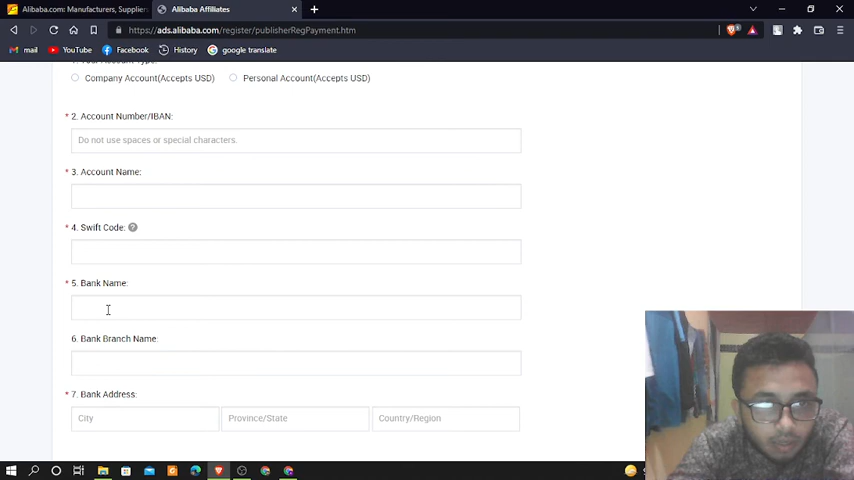 Alibaba.com: Manufacturers, Suppliers
Alibaba Affiliates
https://ads.alibaba.com/register/publisherRegPayment.htm
mail YouTube Facebook History google translate
Company Account(Accepts USD) Personal Account(Accepts USD)
* 2. Account Number/IBAN:
Do not use spaces or special characters.
* 3. Account Name:
* 4. Swift Code: ?
* 5. Bank Name:
6. Bank Branch Name:
* 7. Bank Address:
City Province/State Country/Region